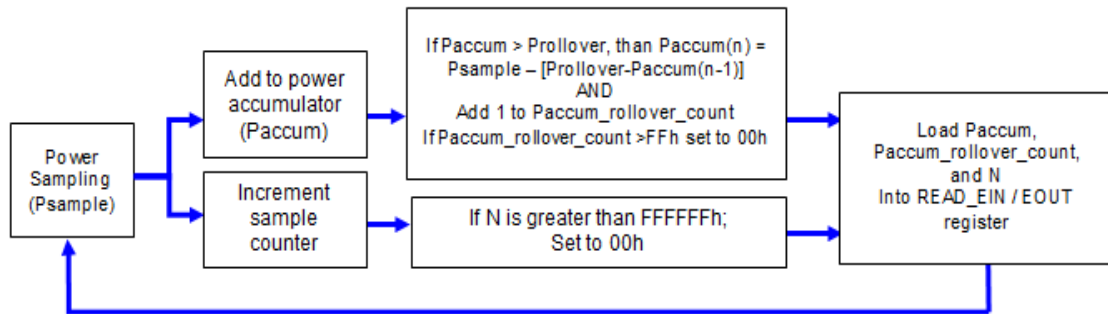 Power
Sampling
(Psample)
Add to power
accumulator
(Paccum)
Increment
sample
counter
If Paccum > Prollover, than Paccum(n) =
Psample – [Prollover-Paccum(n-1)]
AND
Add 1 to Paccum_rollover_count
If Paccum_rollover_count >FFh set to 00h
If N is greater than FFFFFFh;
Set to 00h
Load Paccum,
Paccum_rollover_count,
and N
Into READ_EIN / EOUT
register